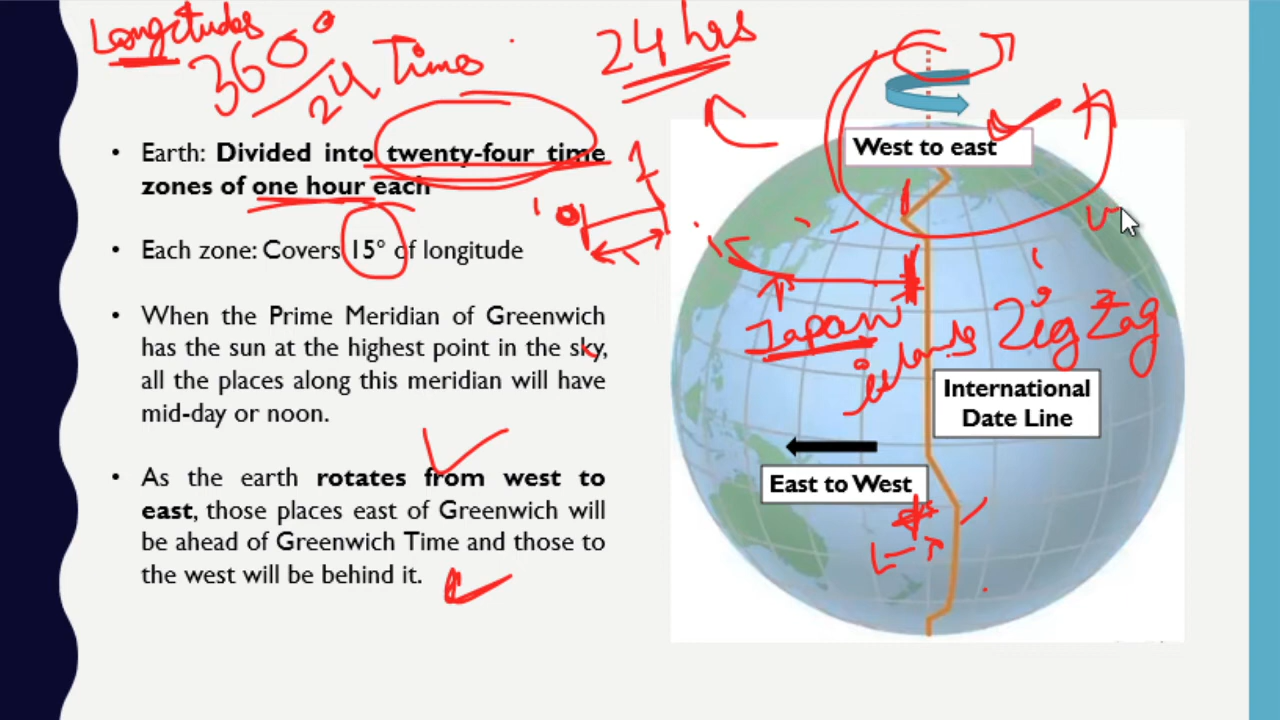 Longitudes
360°/24 Times
24 hrs
• Earth: Divided into twenty-four time
zones of one hour each
• Each zone: Covers 15° of longitude
• When the Prime Meridian of Greenwich
has the sun at the highest point in the sky,
all the places along this meridian will have
mid-day or noon.
• As the earth rotates from west to
east, those places east of Greenwich will
be ahead of Greenwich Time and those to
the west will be behind it.
West to east
Japan
islands
Zig Zag
International
Date Line
East to West